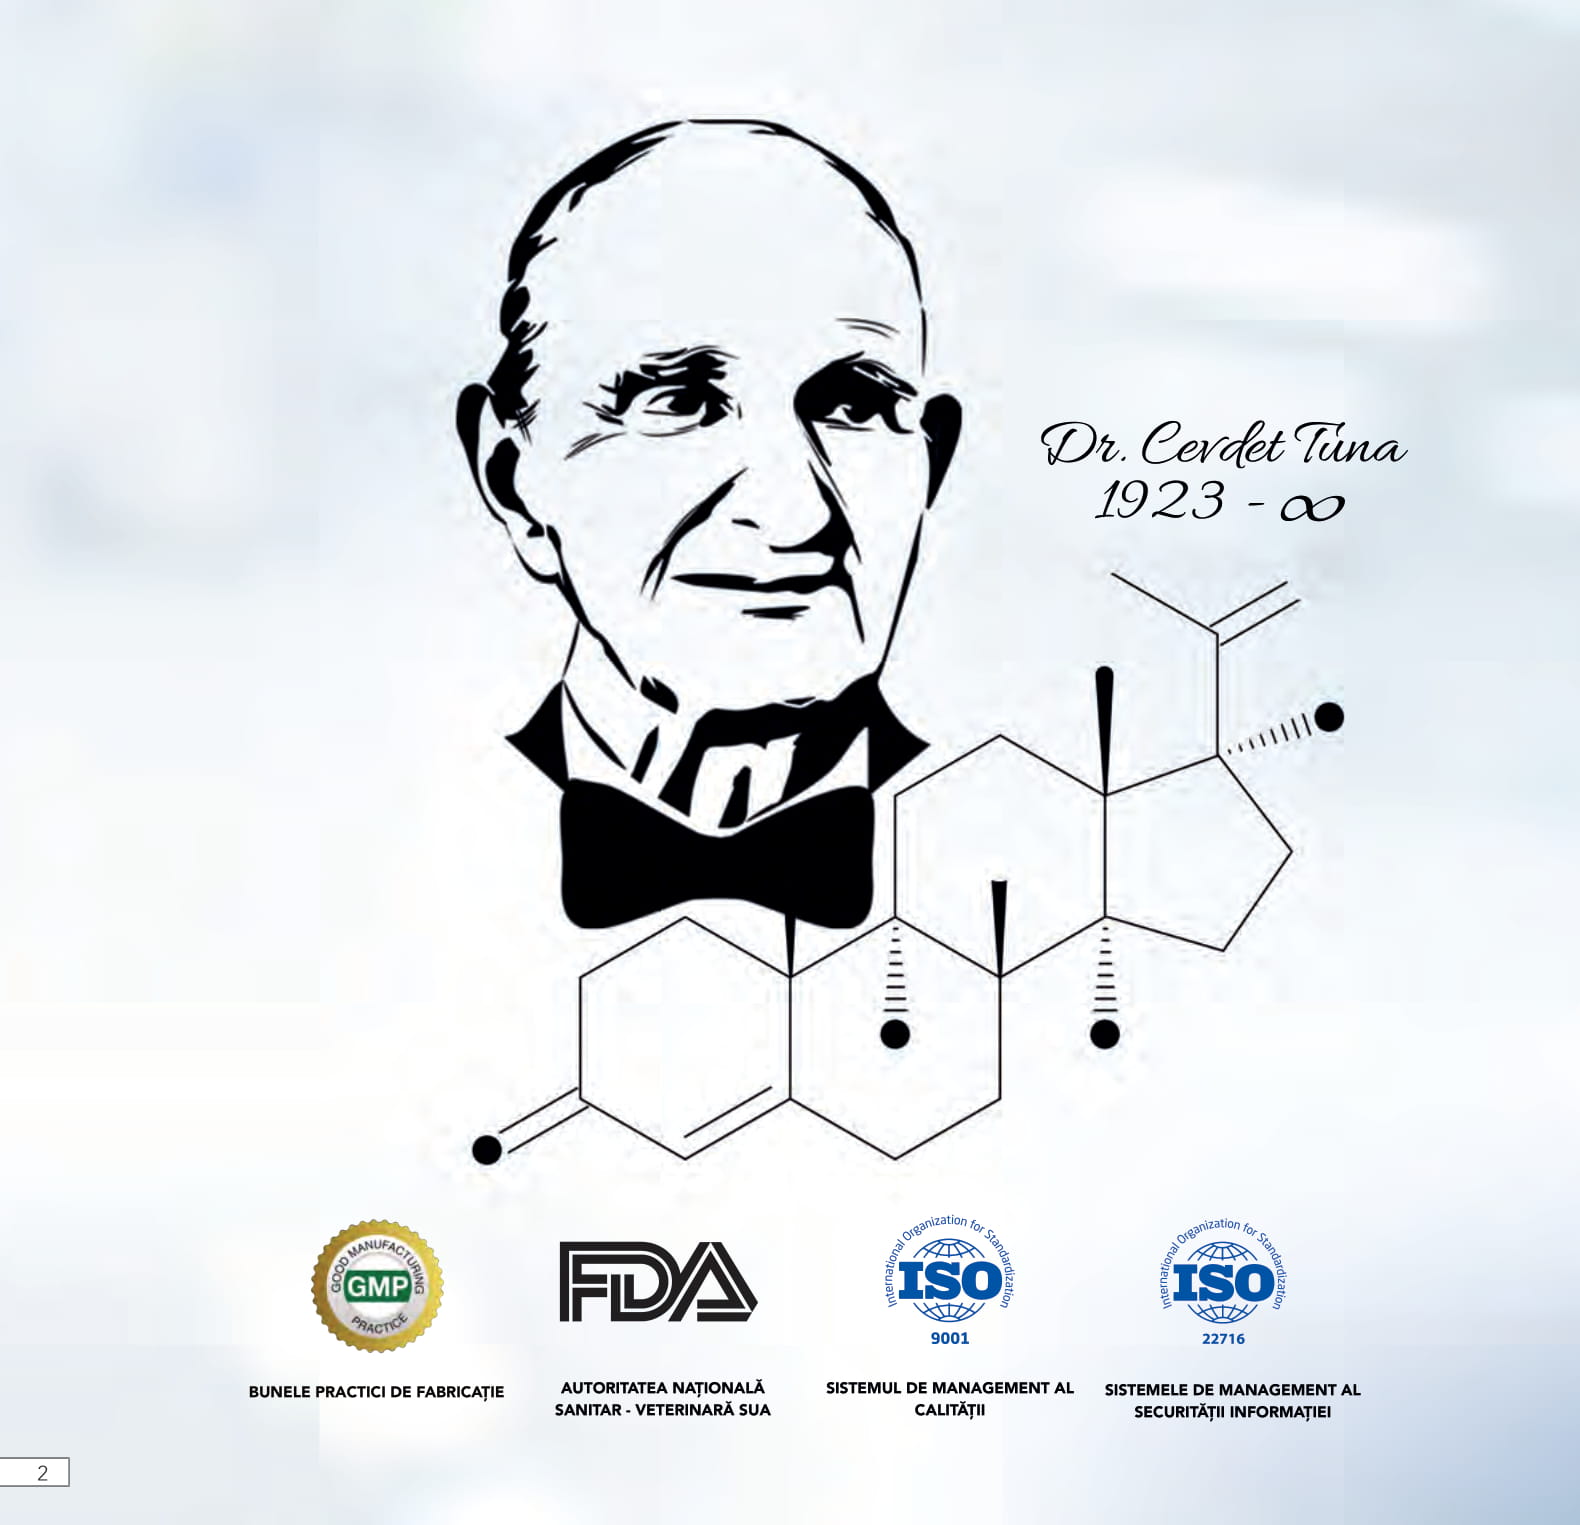 Dr. Cevdet Tuna
1923 - ∞
GOOD MANUFACTURING
GMP
PRACTICE
BUNELE PRACTICI DE FABRICAȚIE
FDA
AUTORITATEA NAȚIONALĂ
SANITAR - VETERINARĂ SUA
International Organization for Standardization
ISO
9001
SISTEMUL DE MANAGEMENT AL
CALITĂȚII
International Organization for Standardization
ISO
22716
SISTEMELE DE MANAGEMENT AL
SECURITĂȚII INFORMAȚIEI
2